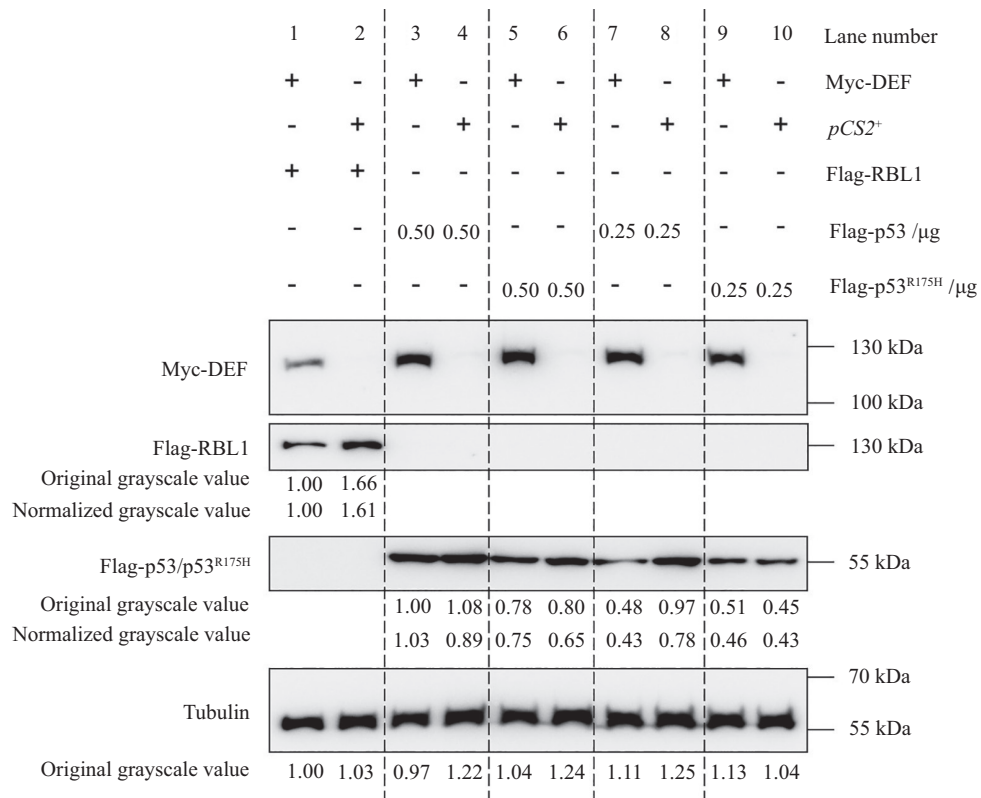 1 2 3 4 5 6 7 8 9 10 Lane number
+ - + - + - + - + - Myc-DEF
- + - + - + - + - + pCS2⁺
+ + - - - - - - - - Flag-RBL1
- - 0.50 0.50 - - 0.25 0.25 - - Flag-p53 /μg
- - - - 0.50 0.50 - - 0.25 0.25 Flag-p53ᴿ¹⁷⁵ᴴ /μg
130 kDa
Myc-DEF
100 kDa
Flag-RBL1 130 kDa
Original grayscale value 1.00 1.66
Normalized grayscale value 1.00 1.61
Flag-p53/p53ᴿ¹⁷⁵ᴴ 55 kDa
Original grayscale value 1.00 1.08 0.78 0.80 0.48 0.97 0.51 0.45
Normalized grayscale value 1.03 0.89 0.75 0.65 0.43 0.78 0.46 0.43
70 kDa
Tubulin
55 kDa
Original grayscale value 1.00 1.03 0.97 1.22 1.04 1.24 1.11 1.25 1.13 1.04